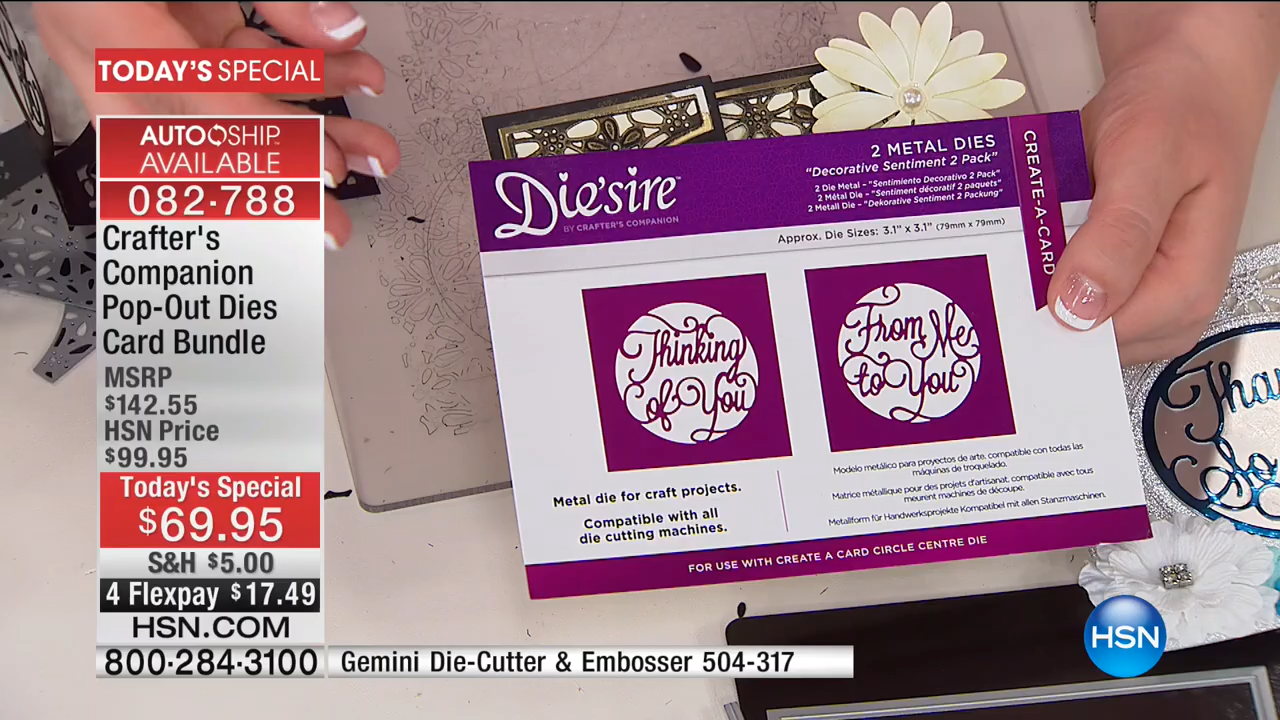 TODAY'S SPECIAL
AUTOSHIP
AVAILABLE
082-788
Crafter's
Companion
Pop-Out Dies
Card Bundle
MSRP
$142.55
HSN Price
$99.95
Today's Special
$69.95
S&H $5.00
4 Flexpay $17.49
HSN.COM
800-284-3100
Gemini Die-Cutter & Embosser 504-317
HSN
Die'sire™
BY CRAFTER'S COMPANION
2 METAL DIES
"Decorative Sentiment 2 Pack"
2 Die Metal – "Sentimiento Decorativo 2 Pack"
2 Métal Die – "Sentiment décoratif 2 paquets"
2 Metall Die – "Dekorative Sentiment 2 Packung"
CREATE-A-CARD
Approx. Die Sizes: 3.1" x 3.1" (79mm x 79mm)
Thinking
of You
From Me
to You
Metal die for craft projects.
Compatible with all
die cutting machines.
Modelo metálico para proyectos de arte. compatible con todas las
máquinas de troquelado.
Matrice métallique pour des projets d'artisanat, compatible avec tous
meurent machines de découpe.
Metallform für Handwerksprojekte Kompatibel mit allen Stanzmaschinen.
FOR USE WITH CREATE A CARD CIRCLE CENTRE DIE